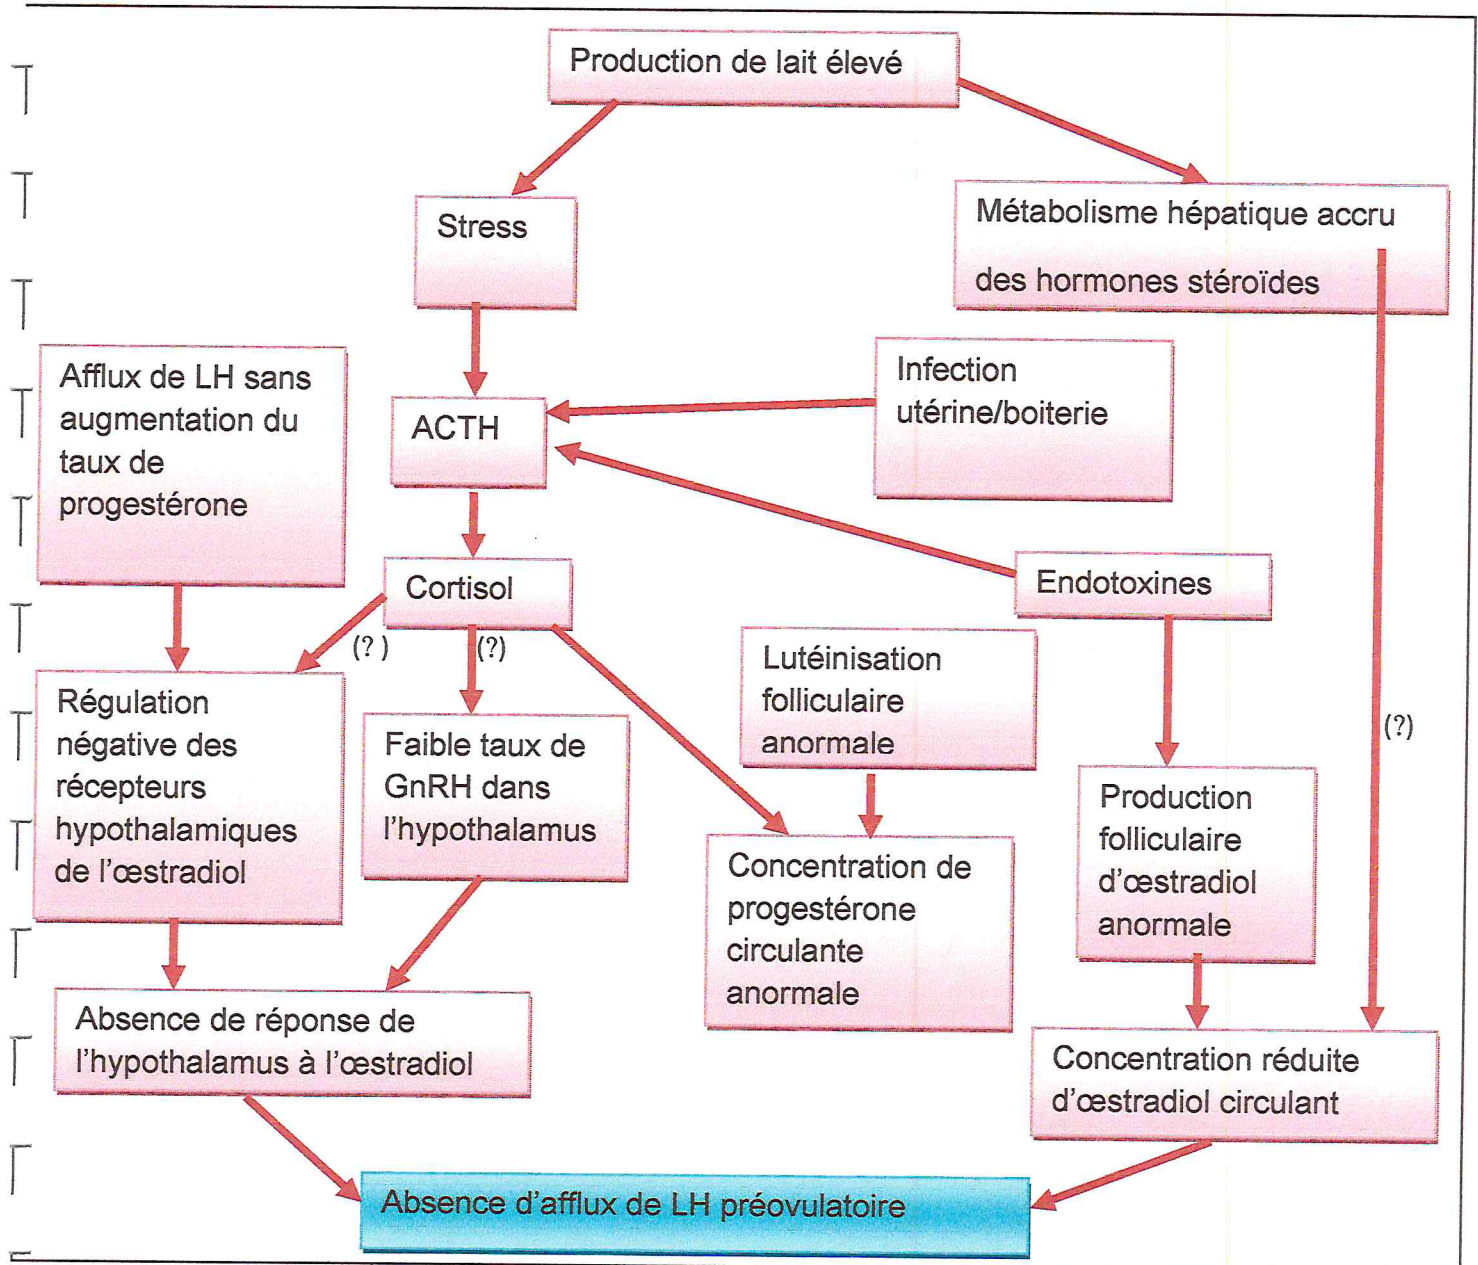 Production de lait élevé
Stress
Métabolisme hépatique accru
des hormones stéroïdes
Afflux de LH sans
augmentation du
taux de
progestérone
ACTH
Infection
utérine/boiterie
Cortisol
Endotoxines
(? )
(?)
Lutéinisation
folliculaire
anormale
Régulation
négative des
récepteurs
hypothalamiques
de l'œstradiol
Faible taux de
GnRH dans
l'hypothalamus
(?)
Production
folliculaire
d'œstradiol
anormale
Concentration de
progestérone
circulante
anormale
Absence de réponse de
l'hypothalamus à l'œstradiol
Concentration réduite
d'œstradiol circulant
Absence d'afflux de LH préovulatoire